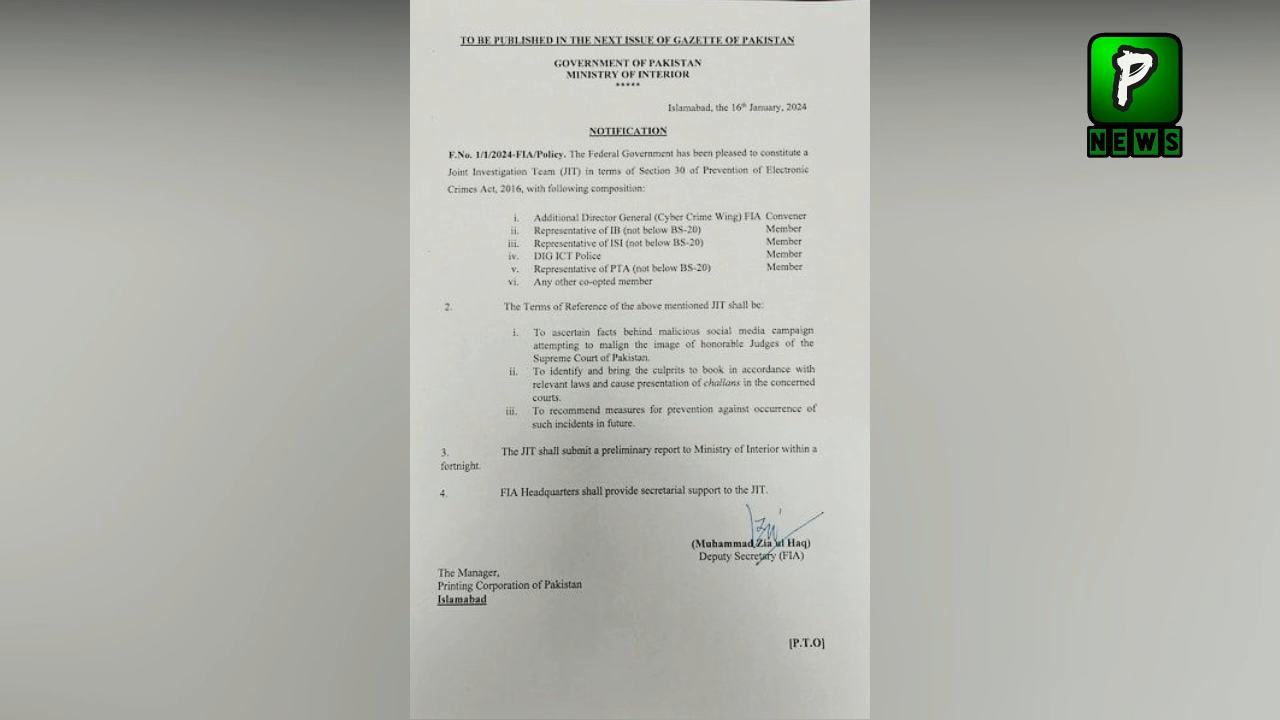 TO BE PUBLISHED IN THE NEXT ISSUE OF GAZETTE OF PAKISTAN
GOVERNMENT OF PAKISTAN
MINISTRY OF INTERIOR
*****
Islamabad, the 16th January, 2024
NOTIFICATION
F.No. 1/1/2024-FIA/Policy. The Federal Government has been pleased to constitute a
Joint Investigation Team (JIT) in terms of Section 30 of Prevention of Electronic
Crimes Act, 2016, with following composition:
i. Additional Director General (Cyber Crime Wing) FIA Convener
ii. Representative of IB (not below BS-20) Member
iii. Representative of ISI (not below BS-20) Member
iv. DIG ICT Police Member
v. Representative of PTA (not below BS-20) Member
vi. Any other co-opted member
2. The Terms of Reference of the above mentioned JIT shall be:
i. To ascertain facts behind malicious social media campaign
attempting to malign the image of honorable Judges of the
Supreme Court of Pakistan.
ii. To identify and bring the culprits to book in accordance with
relevant laws and cause presentation of challans in the concerned
courts.
iii. To recommend measures for prevention against occurrence of
such incidents in future.
3. The JIT shall submit a preliminary report to Ministry of Interior within a
fortnight.
4. FIA Headquarters shall provide secretarial support to the JIT.
(Muhammad Zia ul Haq)
Deputy Secretary (FIA)
The Manager,
Printing Corporation of Pakistan
Islamabad
[P.T.O]
P
NEWS